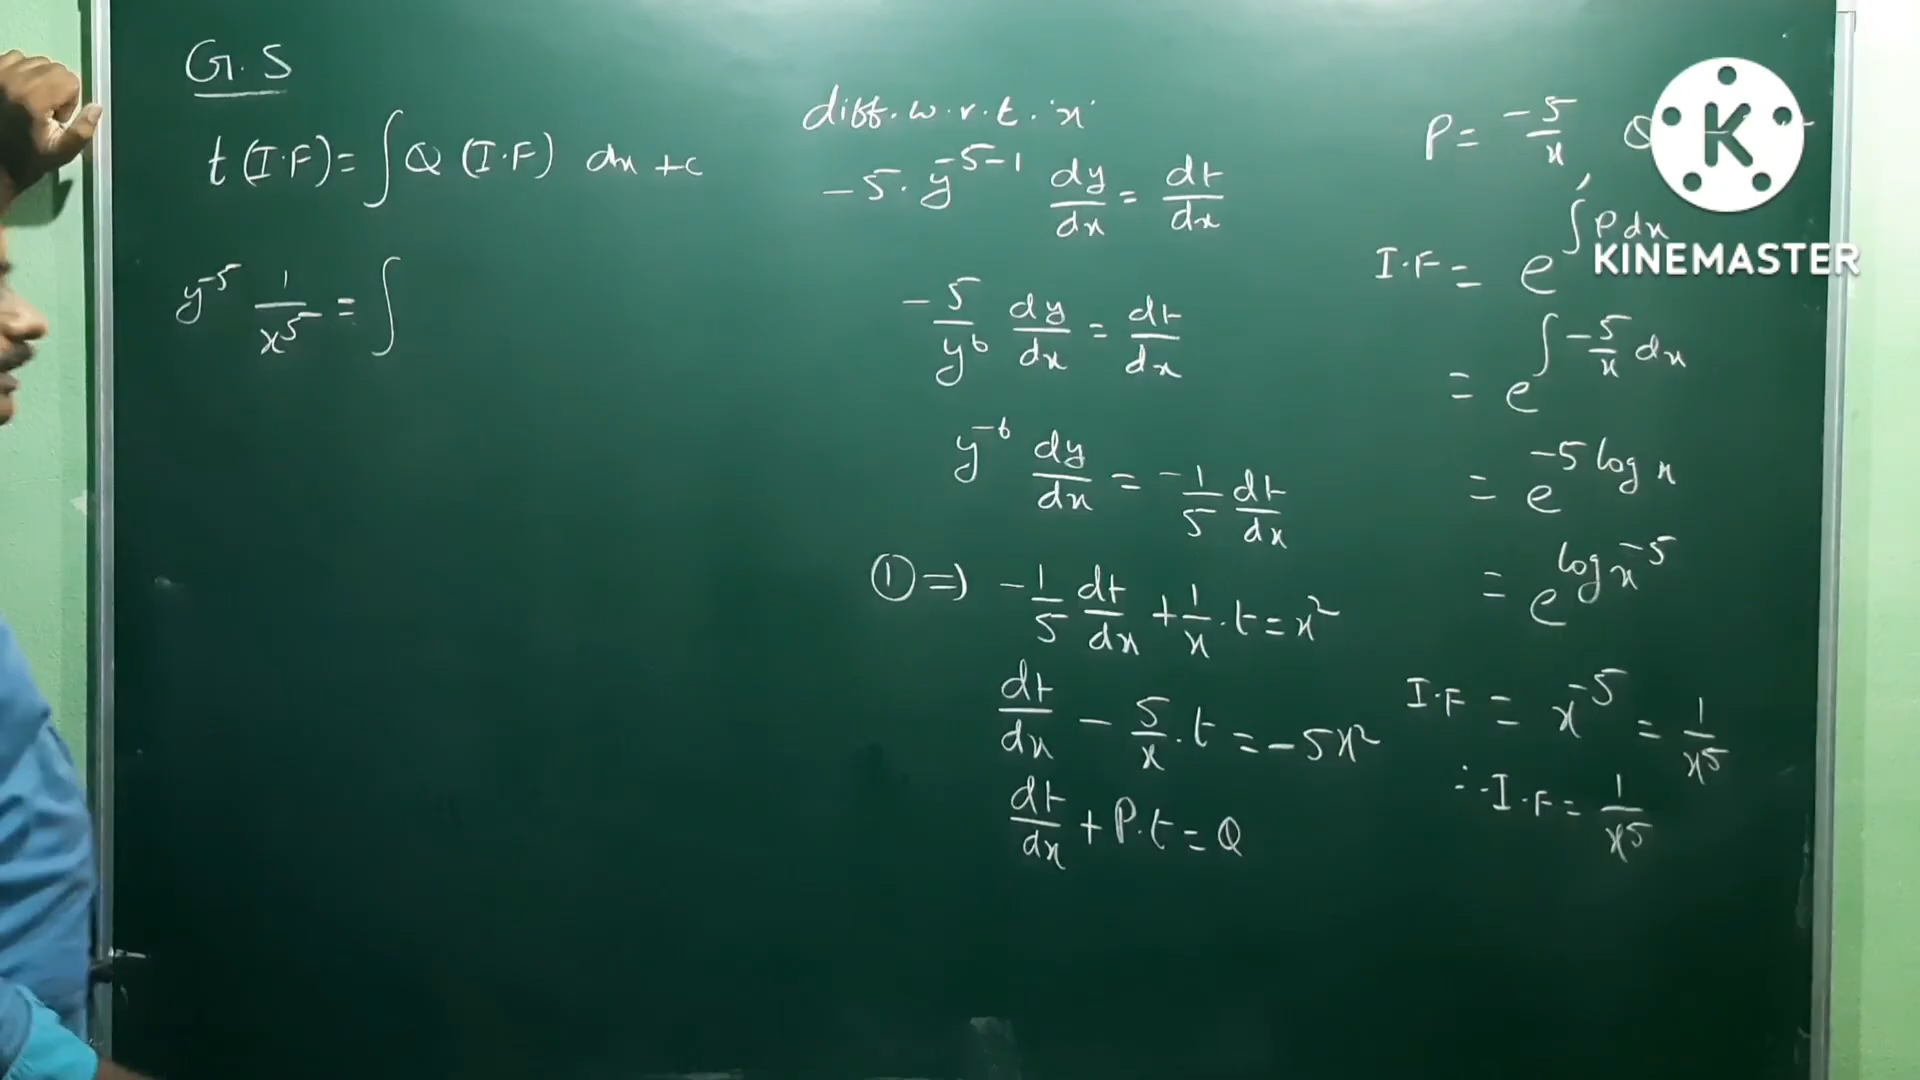 G.S
t (I.F) = ∫ Q (I.F) dx + c
y^-5 1/x^5 = ∫
diff. w.r.t. 'x'
-5. y^-5-1 dy/dx = dt/dx
-5/y^6 dy/dx = dt/dx
y^-6 dy/dx = -1/5 dt/dx
① => -1/5 dt/dx + 1/x . t = x^2
dt/dx - 5/x . t = -5x^2
dt/dx + P.t = Q
P = -5/x , Q
I.F = e^∫P dx
= e^∫-5/x dx
= e^-5 log x
= e^log x^-5
I.F = x^-5 = 1/x^5
∴ I.F = 1/x^5
K
KINEMASTER